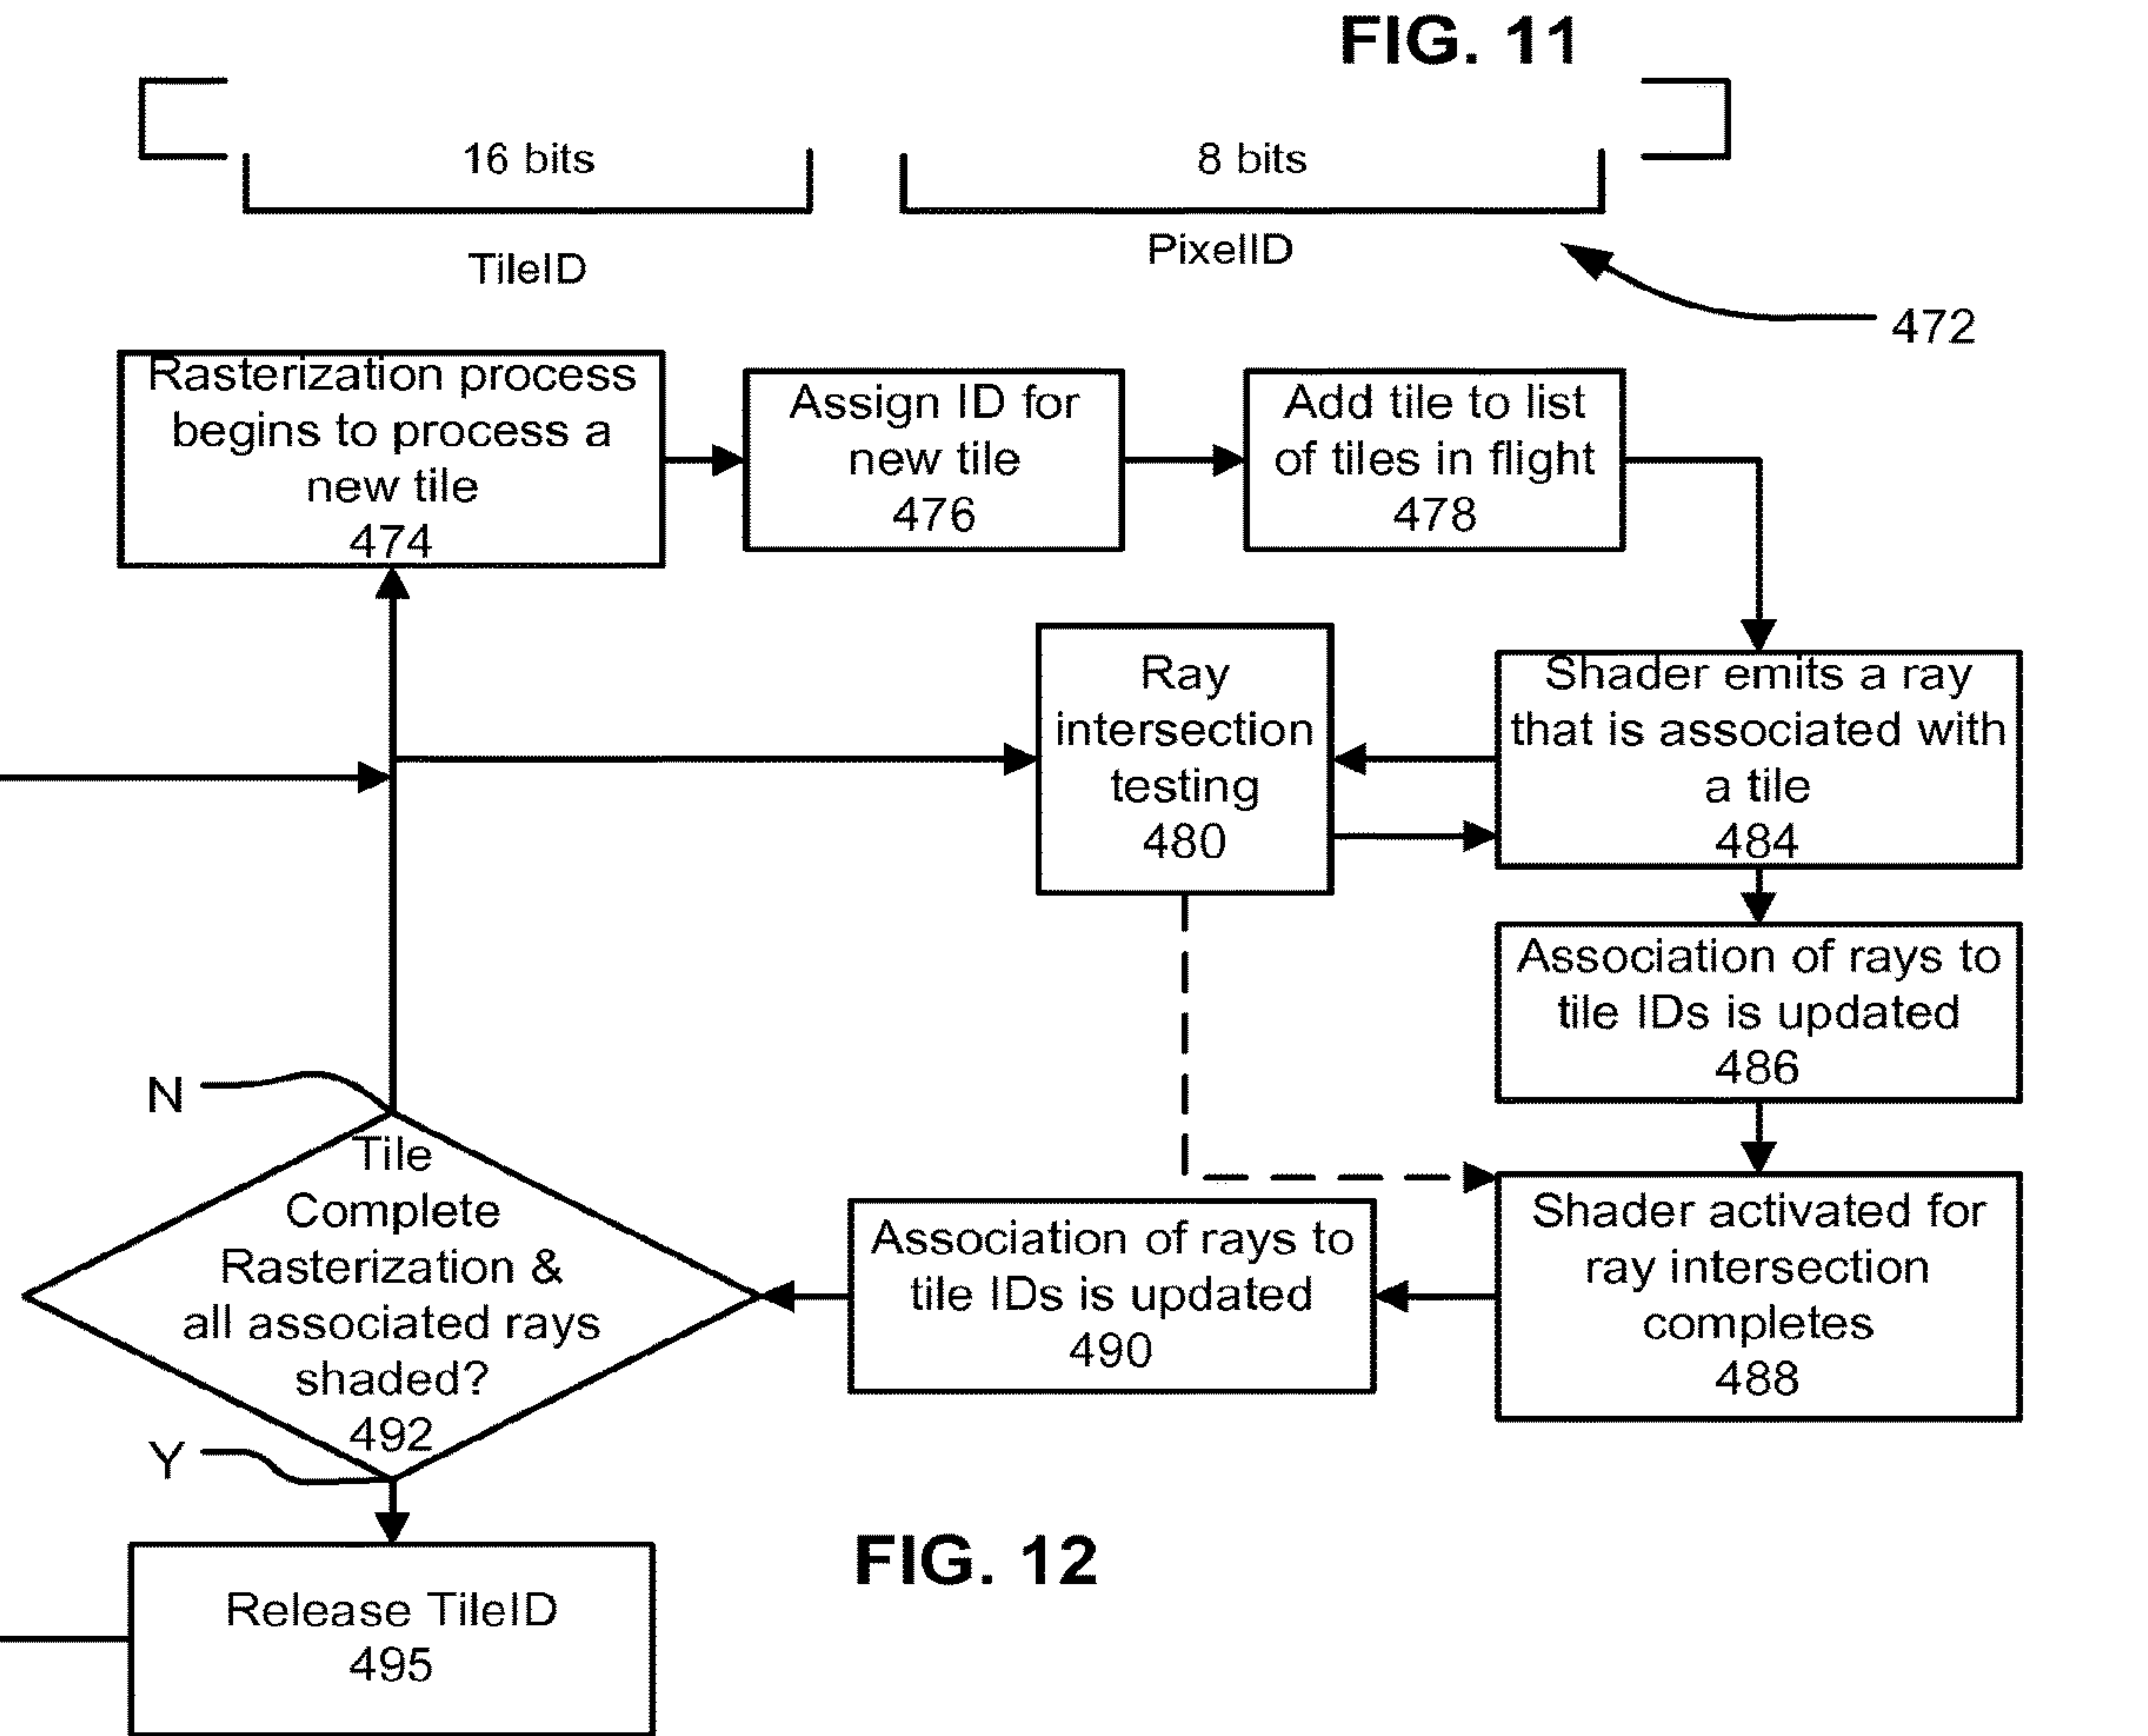 FIG. 11
16 bits
8 bits
TileID
PixelID
472
Rasterization process
begins to process a
new tile
474
Assign ID for
new tile
476
Add tile to list
of tiles in flight
478
Ray
intersection
testing
480
Shader emits a ray
that is associated with
a tile
484
Association of rays to
tile IDs is updated
486
N
Tile
Complete
Rasterization &
all associated rays
shaded?
492
Y
Association of rays to
tile IDs is updated
490
Shader activated for
ray intersection
completes
488
FIG. 12
Release TileID
495